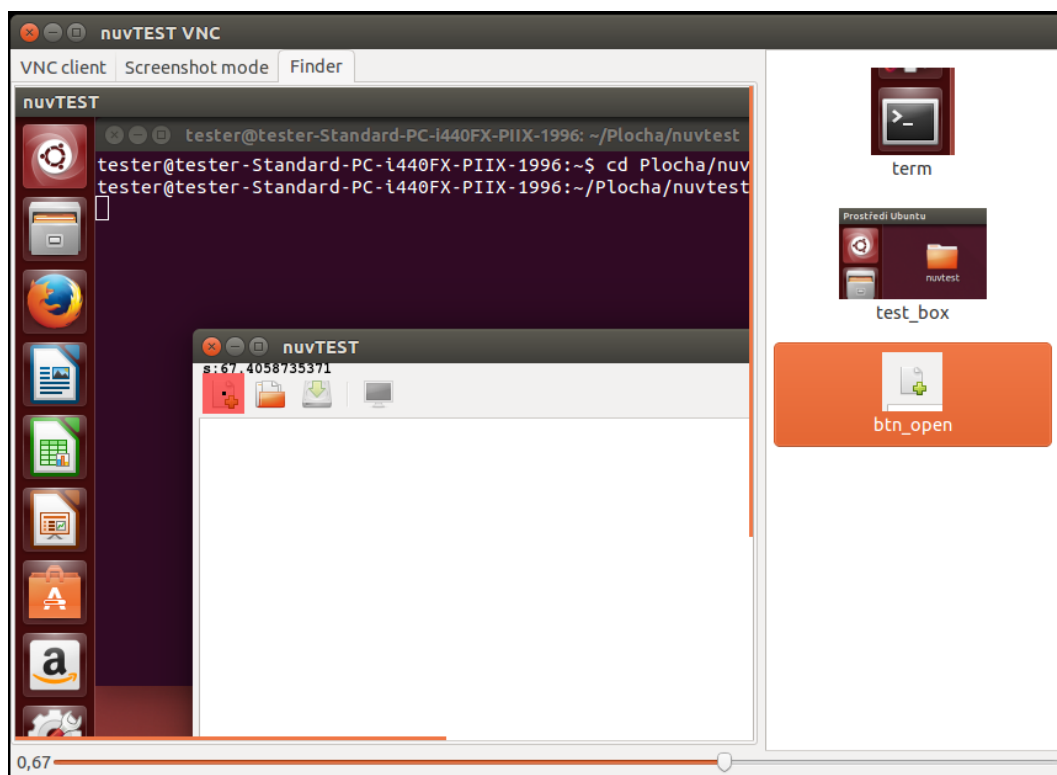 nuvTEST VNC
VNC client Screenshot mode Finder
nuvTEST
tester@tester-Standard-PC-i440FX-PIIX-1996: ~/Plocha/nuvtest
tester@tester-Standard-PC-i440FX-PIIX-1996:~$ cd Plocha/nuv
tester@tester-Standard-PC-i440FX-PIIX-1996:~/Plocha/nuvtest
nuvTEST
s:67.4058735371
0,67
>_
term
Prostředí Ubuntu
nuvtest
test_box
btn_open